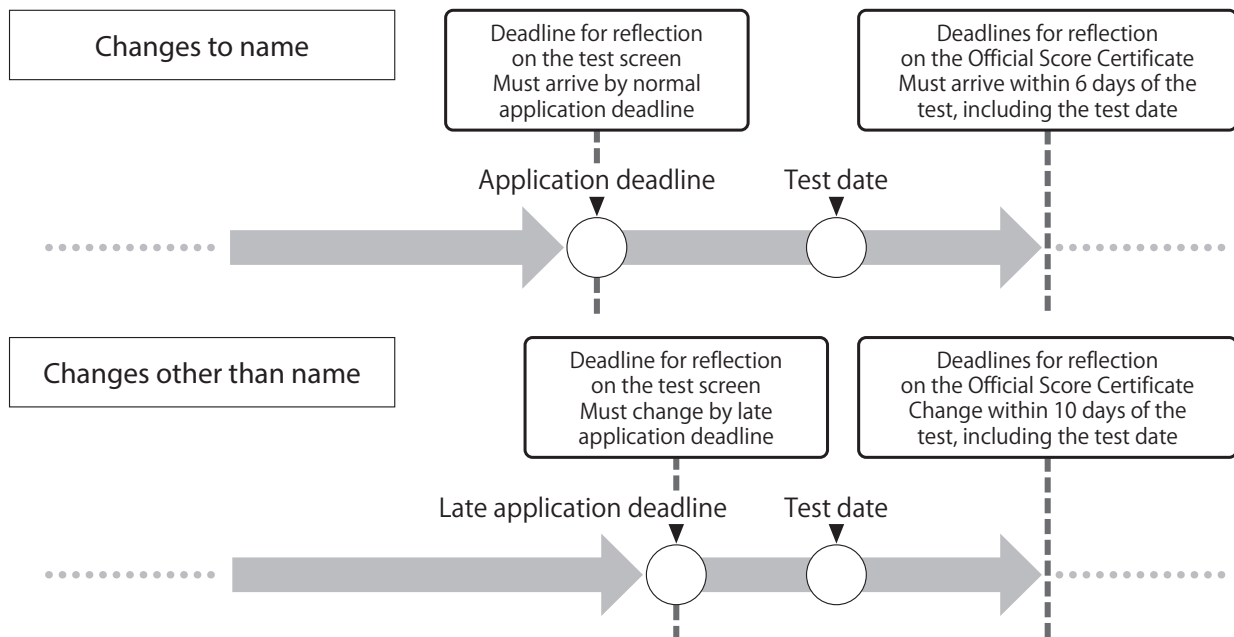 Changes to name
Deadline for reflection
on the test screen
Must arrive by normal
application deadline
Deadlines for reflection
on the Official Score Certificate
Must arrive within 6 days of the
test, including the test date
Application deadline
Test date
Changes other than name
Deadline for reflection
on the test screen
Must change by late
application deadline
Deadlines for reflection
on the Official Score Certificate
Change within 10 days of the
test, including the test date
Late application deadline
Test date